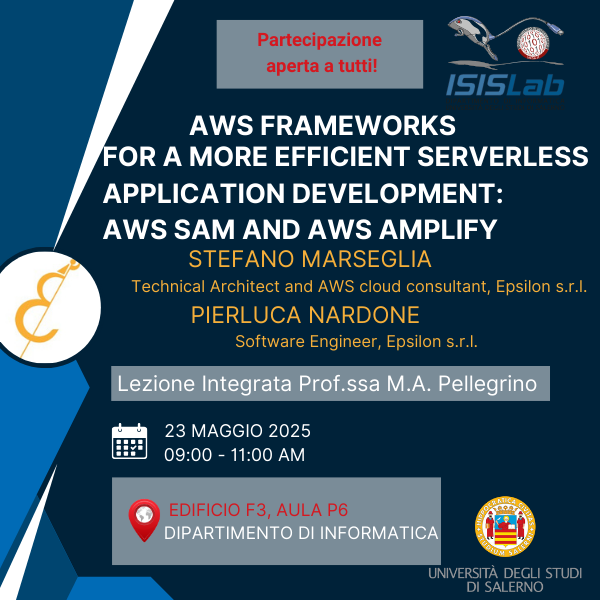 Partecipazione
aperta a tutti!
ISISLab
AWS FRAMEWORKS
FOR A MORE EFFICIENT SERVERLESS
APPLICATION DEVELOPMENT:
AWS SAM AND AWS AMPLIFY
STEFANO MARSEGLIA
Technical Architect and AWS cloud consultant, Epsilon s.r.l.
PIERLUCA NARDONE
Software Engineer, Epsilon s.r.l.
Lezione Integrata Prof.ssa M.A. Pellegrino
23 MAGGIO 2025
09:00 - 11:00 AM
EDIFICIO F3, AULA P6
DIPARTIMENTO DI INFORMATICA
UNIVERSITÀ DEGLI STUDI
DI SALERNO